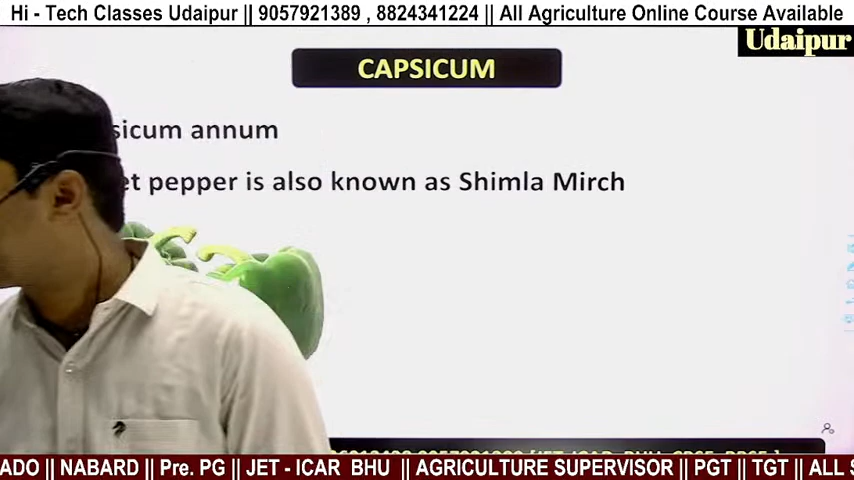 Hi - Tech Classes Udaipur || 9057921389 , 8824341224 || All Agriculture Online Course Available
Udaipur
CAPSICUM
sicum annum
et pepper is also known as Shimla Mirch
ADO || NABARD || Pre. PG || JET - ICAR BHU || AGRICULTURE SUPERVISOR || PGT || TGT || ALL S